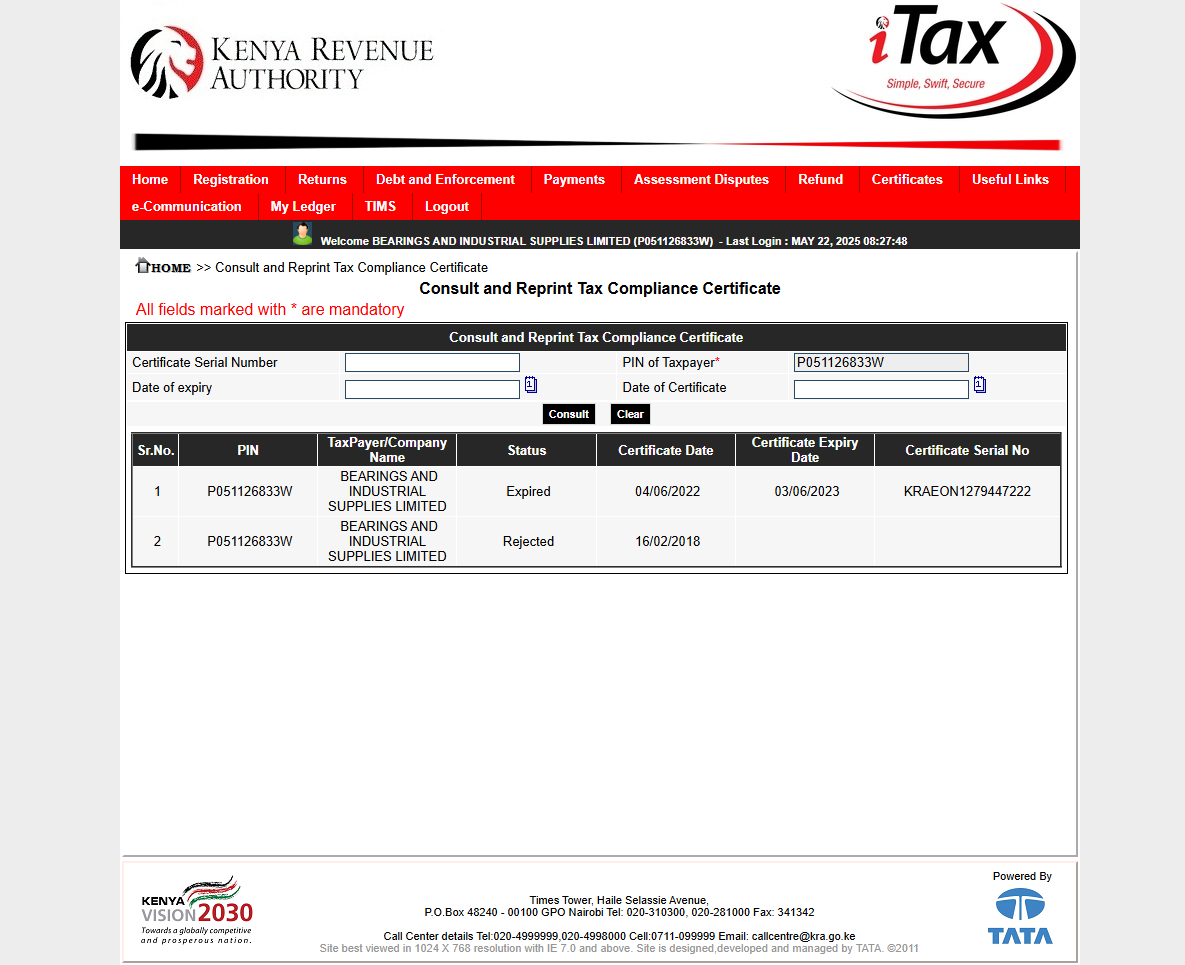 KENYA REVENUE
AUTHORITY
iTax
Simple, Swift, Secure
Home Registration Returns Debt and Enforcement Payments Assessment Disputes Refund Certificates Useful Links
e-Communication My Ledger TIMS Logout
Welcome BEARINGS AND INDUSTRIAL SUPPLIES LIMITED (P051126833W) - Last Login : MAY 22, 2025 08:27:48
HOME >> Consult and Reprint Tax Compliance Certificate
Consult and Reprint Tax Compliance Certificate
All fields marked with * are mandatory
Consult and Reprint Tax Compliance Certificate
Certificate Serial Number PIN of Taxpayer* P051126833W
Date of expiry 1 Date of Certificate 1
Consult Clear
Sr.No. PIN TaxPayer/Company Name Status Certificate Date Certificate Expiry Date Certificate Serial No
1 P051126833W BEARINGS AND INDUSTRIAL SUPPLIES LIMITED Expired 04/06/2022 03/06/2023 KRAEON1279447222
2 P051126833W BEARINGS AND INDUSTRIAL SUPPLIES LIMITED Rejected 16/02/2018
KENYA
VISION 2030
Towards a globally competitive
and prosperous nation.
Times Tower, Haile Selassie Avenue,
P.O.Box 48240 - 00100 GPO Nairobi Tel: 020-310300, 020-281000 Fax: 341342
Call Center details Tel:020-4999999,020-4998000 Cell:0711-099999 Email: callcentre@kra.go.ke
Site best viewed in 1024 X 768 resolution with IE 7.0 and above. Site is designed,developed and managed by TATA. ©2011
Powered By
TATA